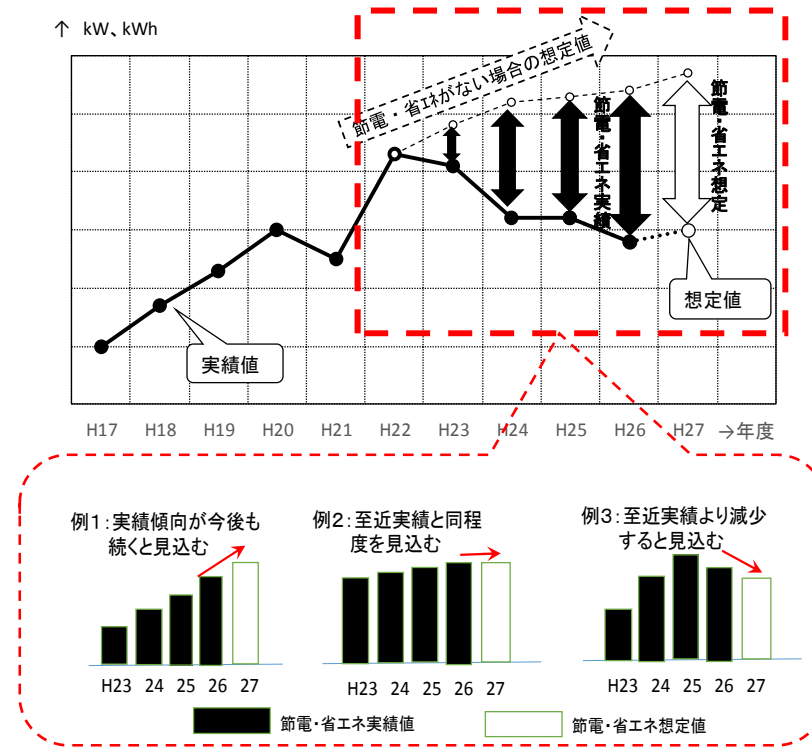 ↑ kW、kWh
節電・省エネがない場合の想定値
節電・省エネ実績
節電・省エネ想定
想定値
実績値
H17 H18 H19 H20 H21 H22 H23 H24 H25 H26 H27 →年度
例1：実績傾向が今後も
続くと見込む
例2：至近実績と同程
度を見込む
例3：至近実績より減少
すると見込む
H23 24 25 26 27
H23 24 25 26 27
H23 24 25 26 27
節電・省エネ実績値
節電・省エネ想定値